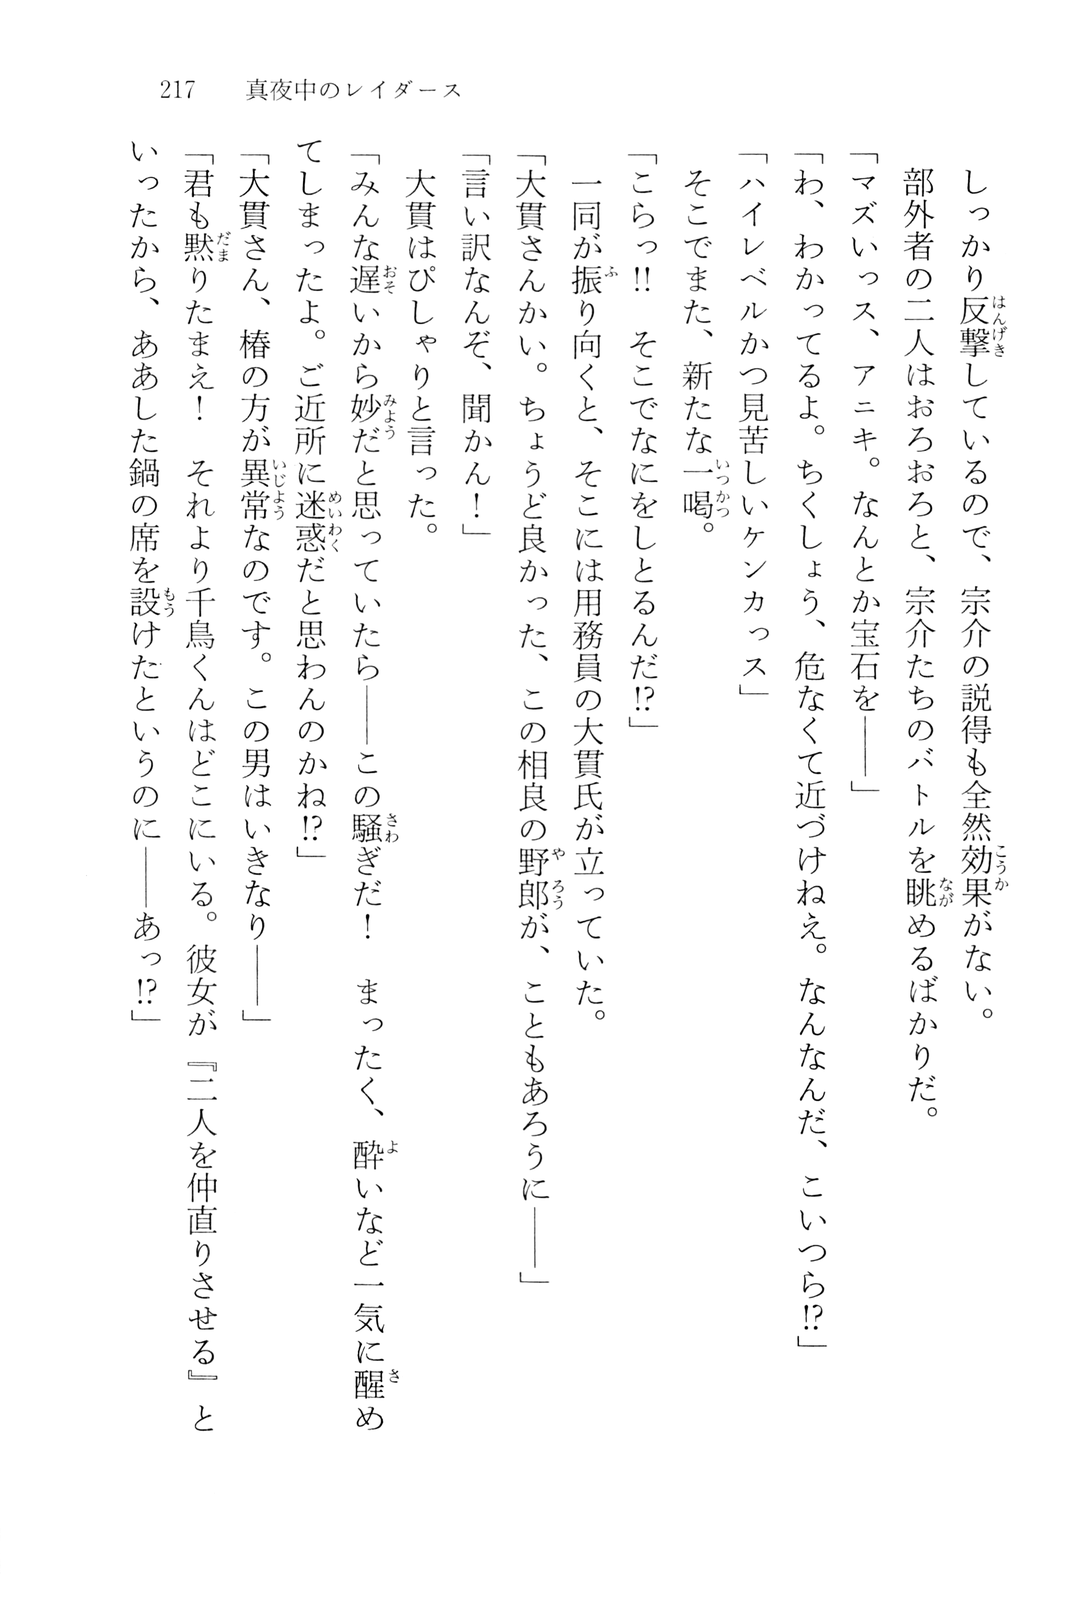 217　真夜中のレイダース
　しっかり反撃しているので、宗介の説得も全然効果がない。
　部外者の二人はおろおろと、宗介たちのバトルを眺めるばかりだ。
「マズいっス、アニキ。なんとか宝石を――」
「わ、わかってるよ。ちくしょう、危なくて近づけねえ。なんなんだ、こいつら!?」
「ハイレベルかつ見苦しいケンカっス」
　そこでまた、新たな一喝。
「こらっ!!　そこでなにをしとるんだ!?」
　一同が振り向くと、そこには用務員の大貫氏が立っていた。
「大貫さんかい。ちょうど良かった、この相良の野郎が、こともあろうに――」
「言い訳なんぞ、聞かん！」
　大貫はぴしゃりと言った。
「みんな遅いから妙だと思っていたら――この騒ぎだ！　まったく、酔いなど一気に醒め
てしまったよ。ご近所に迷惑だと思わんのかね!?」
「大貫さん、椿の方が異常なのです。この男はいきなり――」
「君も黙りたまえ！　それより千鳥くんはどこにいる。彼女が『二人を仲直りさせる』と
いったから、ああした鍋の席を設けたというのに――あっ!?」